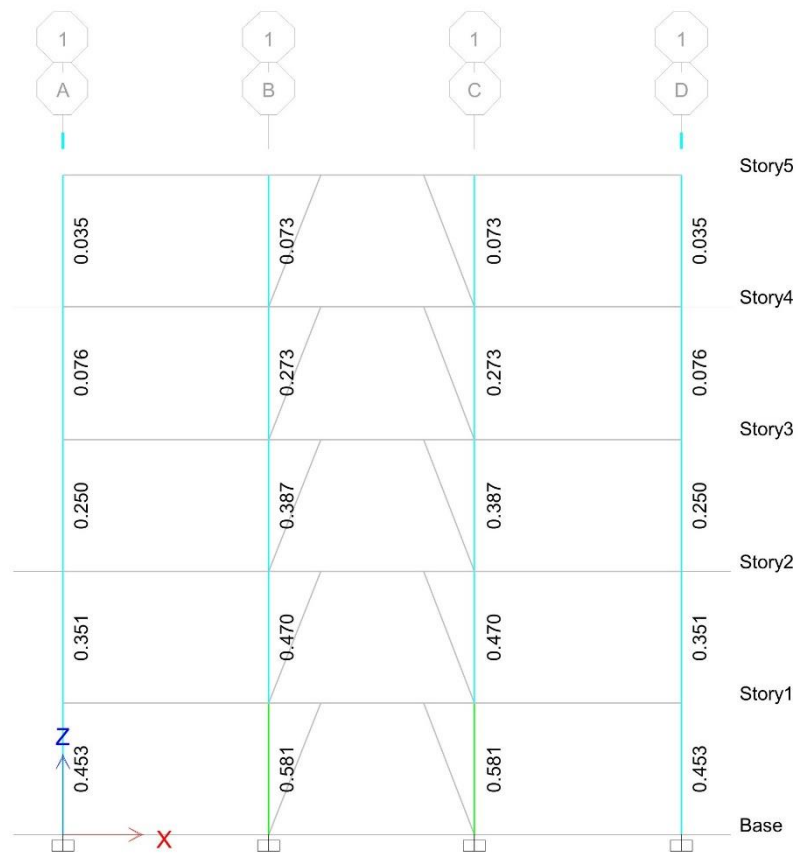 1 1 1 1
A B C D
Story5
0.035 0.073 0.073 0.035
Story4
0.076 0.273 0.273 0.076
Story3
0.250 0.387 0.387 0.250
Story2
0.351 0.470 0.470 0.351
Story1
Z
0.453 0.581 0.581 0.453
X Base